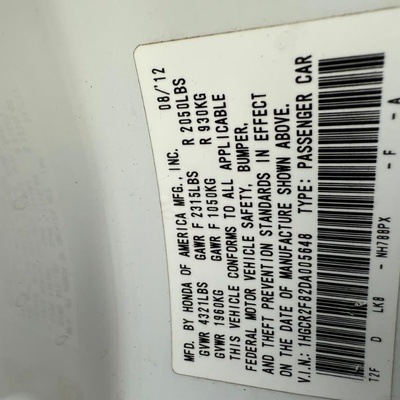 MFD. BY HONDA OF AMERICA MFG., INC. 08/'12
GVWR 4321LBS GAWR F 2315LBS R 2050LBS
GVWR 1960KG GAWR F 1050KG R 930KG
THIS VEHICLE CONFORMS TO ALL APPLICABLE
FEDERAL MOTOR VEHICLE SAFETY, BUMPER,
AND THEFT PREVENTION STANDARDS IN EFFECT
ON THE DATE OF MANUFACTURE SHOWN ABOVE.
V.I.N.: 1HGCR2F82DA005648 TYPE: PASSENGER CAR
T2F D LK8 - NH788PX - F - A